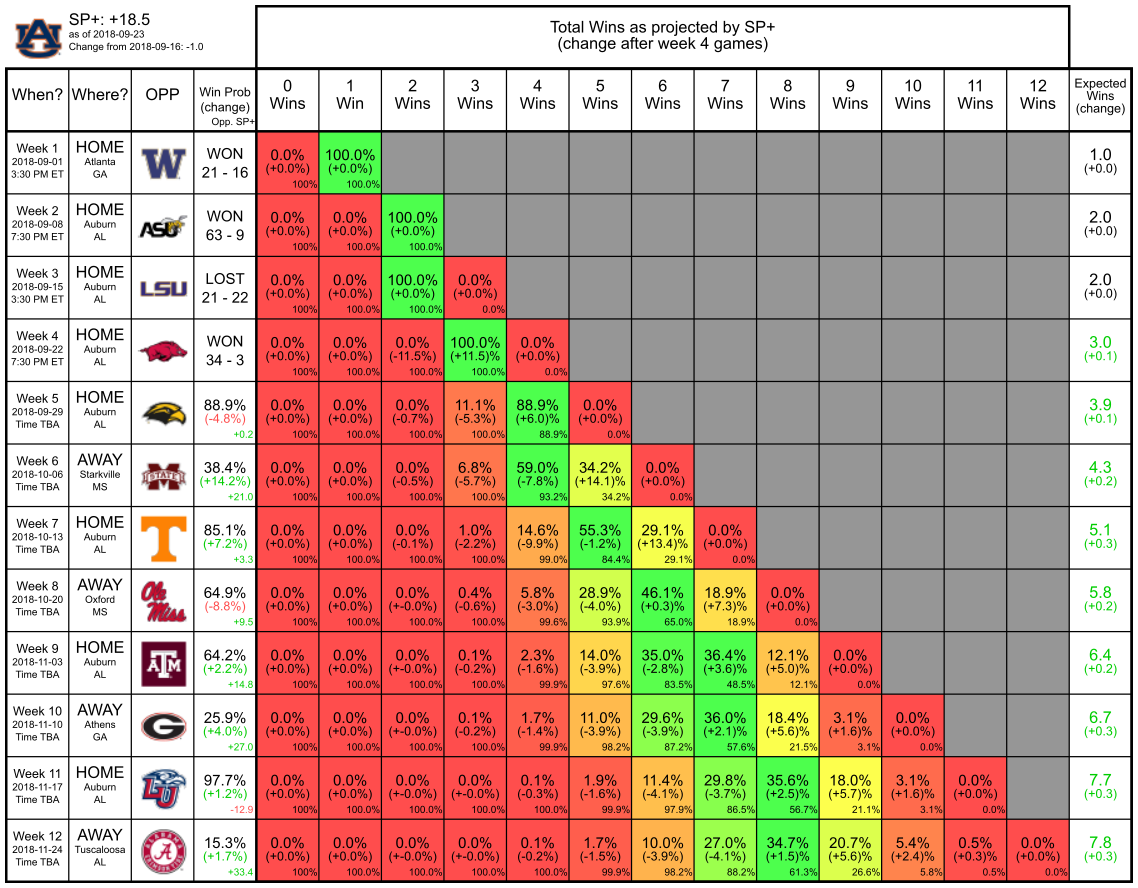 SP+: +18.5
as of 2018-09-23
Change from 2018-09-16: -1.0
Total Wins as projected by SP+
(change after week 4 games)
When? Where? OPP Win Prob (change) Opp. SP+ 0 Wins 1 Win 2 Wins 3 Wins 4 Wins 5 Wins 6 Wins 7 Wins 8 Wins 9 Wins 10 Wins 11 Wins 12 Wins Expected Wins (change)
Week 1 HOME W WON 0.0% 100.0% 1.0
2018-09-01 Atlanta 21 - 16 (+0.0%) (+0.0%) (+0.0)
3:30 PM ET GA 100% 100.0%
Week 2 HOME ASU WON 0.0% 0.0% 100.0% 2.0
2018-09-08 Auburn 63 - 9 (+0.0%) (+0.0%) (+0.0%) (+0.0)
7:30 PM ET AL 100% 100.0% 100.0%
Week 3 HOME LSU LOST 0.0% 0.0% 100.0% 0.0% 2.0
2018-09-15 Auburn 21 - 22 (+0.0%) (+0.0%) (+0.0%) (+0.0%) (+0.0)
3:30 PM ET AL 100% 100.0% 100.0% 0.0%
Week 4 HOME WON 0.0% 0.0% 0.0% 100.0% 0.0% 3.0
2018-09-22 Auburn 34 - 3 (+0.0%) (+0.0%) (-11.5%) (+11.5)% (+0.0%) (+0.1)
7:30 PM ET AL 100% 100.0% 100.0% 100.0% 0.0%
Week 5 HOME 88.9% 0.0% 0.0% 0.0% 11.1% 88.9% 0.0% 3.9
2018-09-29 Auburn (-4.8%) (+0.0%) (+0.0%) (-0.7%) (-5.3%) (+6.0)% (+0.0%) (+0.1)
Time TBA AL +0.2 100% 100.0% 100.0% 100.0% 88.9% 0.0%
Week 6 AWAY M STATE 38.4% 0.0% 0.0% 0.0% 6.8% 59.0% 34.2% 0.0% 4.3
2018-10-06 Starkville (+14.2%) (+0.0%) (+0.0%) (-0.5%) (-5.7%) (-7.8%) (+14.1)% (+0.0%) (+0.2)
Time TBA MS +21.0 100% 100.0% 100.0% 100.0% 93.2% 34.2% 0.0%
Week 7 HOME T 85.1% 0.0% 0.0% 0.0% 1.0% 14.6% 55.3% 29.1% 0.0% 5.1
2018-10-13 Auburn (+7.2%) (+0.0%) (+0.0%) (-0.1%) (-2.2%) (-9.9%) (-1.2%) (+13.4)% (+0.0%) (+0.3)
Time TBA AL +3.3 100% 100.0% 100.0% 100.0% 99.0% 84.4% 29.1% 0.0%
Week 8 AWAY Ole Miss 64.9% 0.0% 0.0% 0.0% 0.4% 5.8% 28.9% 46.1% 18.9% 0.0% 5.8
2018-10-20 Oxford (-8.8%) (+0.0%) (+0.0%) (+-0.0%) (-0.6%) (-3.0%) (-4.0%) (+0.3)% (+7.3)% (+0.0%) (+0.2)
Time TBA MS +9.5 100% 100.0% 100.0% 100.0% 99.6% 93.9% 65.0% 18.9% 0.0%
Week 9 HOME ATM 64.2% 0.0% 0.0% 0.0% 0.1% 2.3% 14.0% 35.0% 36.4% 12.1% 0.0% 6.4
2018-11-03 Auburn (+2.2%) (+0.0%) (+0.0%) (+-0.0%) (-0.2%) (-1.6%) (-3.9%) (-2.8%) (+3.6)% (+5.0)% (+0.0%) (+0.2)
Time TBA AL +14.8 100% 100.0% 100.0% 100.0% 99.9% 97.6% 83.5% 48.5% 12.1% 0.0%
Week 10 AWAY G 25.9% 0.0% 0.0% 0.0% 0.1% 1.7% 11.0% 29.6% 36.0% 18.4% 3.1% 0.0% 6.7
2018-11-10 Athens (+4.0%) (+0.0%) (+0.0%) (+-0.0%) (-0.2%) (-1.4%) (-3.9%) (-3.9%) (+2.1)% (+5.6)% (+1.6)% (+0.0%) (+0.3)
Time TBA GA +27.0 100% 100.0% 100.0% 100.0% 99.9% 98.2% 87.2% 57.6% 21.5% 3.1% 0.0%
Week 11 HOME LU 97.7% 0.0% 0.0% 0.0% 0.0% 0.1% 1.9% 11.4% 29.8% 35.6% 18.0% 3.1% 0.0% 7.7
2018-11-17 Auburn (+1.2%) (+0.0%) (+0.0%) (+-0.0%) (+-0.0%) (-0.3%) (-1.6%) (-4.1%) (-3.7%) (+2.5)% (+5.7)% (+1.6)% (+0.0%) (+0.3)
Time TBA AL -12.9 100% 100.0% 100.0% 100.0% 100.0% 99.9% 97.9% 86.5% 56.7% 21.1% 3.1% 0.0%
Week 12 AWAY A 15.3% 0.0% 0.0% 0.0% 0.0% 0.1% 1.7% 10.0% 27.0% 34.7% 20.7% 5.4% 0.5% 0.0% 7.8
2018-11-24 Tuscaloosa (+1.7%) (+0.0%) (+0.0%) (+-0.0%) (+-0.0%) (-0.2%) (-1.5%) (-3.9%) (-4.1%) (+1.5)% (+5.6)% (+2.4)% (+0.3)% (+0.0%) (+0.3)
Time TBA AL +33.4 100% 100.0% 100.0% 100.0% 100.0% 99.9% 98.2% 88.2% 61.3% 26.6% 5.8% 0.5% 0.0%